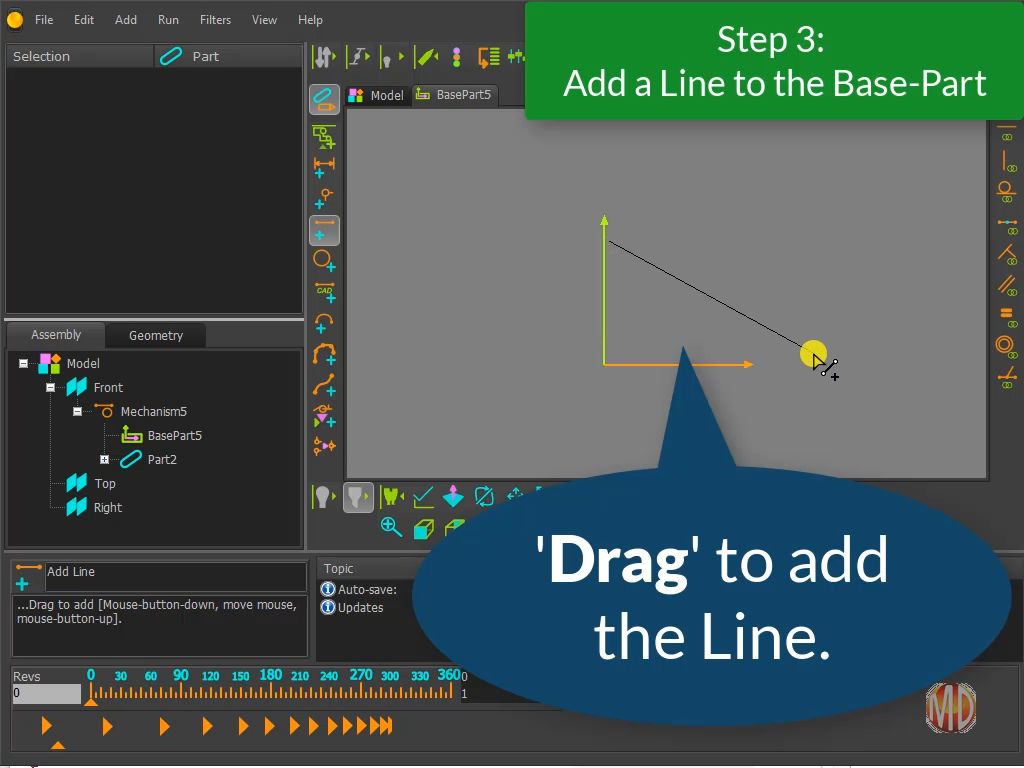 File Edit Add Run Filters View Help
Step 3:
Add a Line to the Base-Part
Selection
Part
Model
BasePart5
CAD
Assembly
Geometry
Model
Front
Mechanism5
BasePart5
Part2
Top
Right
'Drag' to add
the Line.
Add Line
...Drag to add [Mouse-button-down, move mouse,
mouse-button-up].
Topic
Auto-save:
Updates
Revs
0
0 30 60 90 120 150 180 210 240 270 300 330 360
0
1
MD